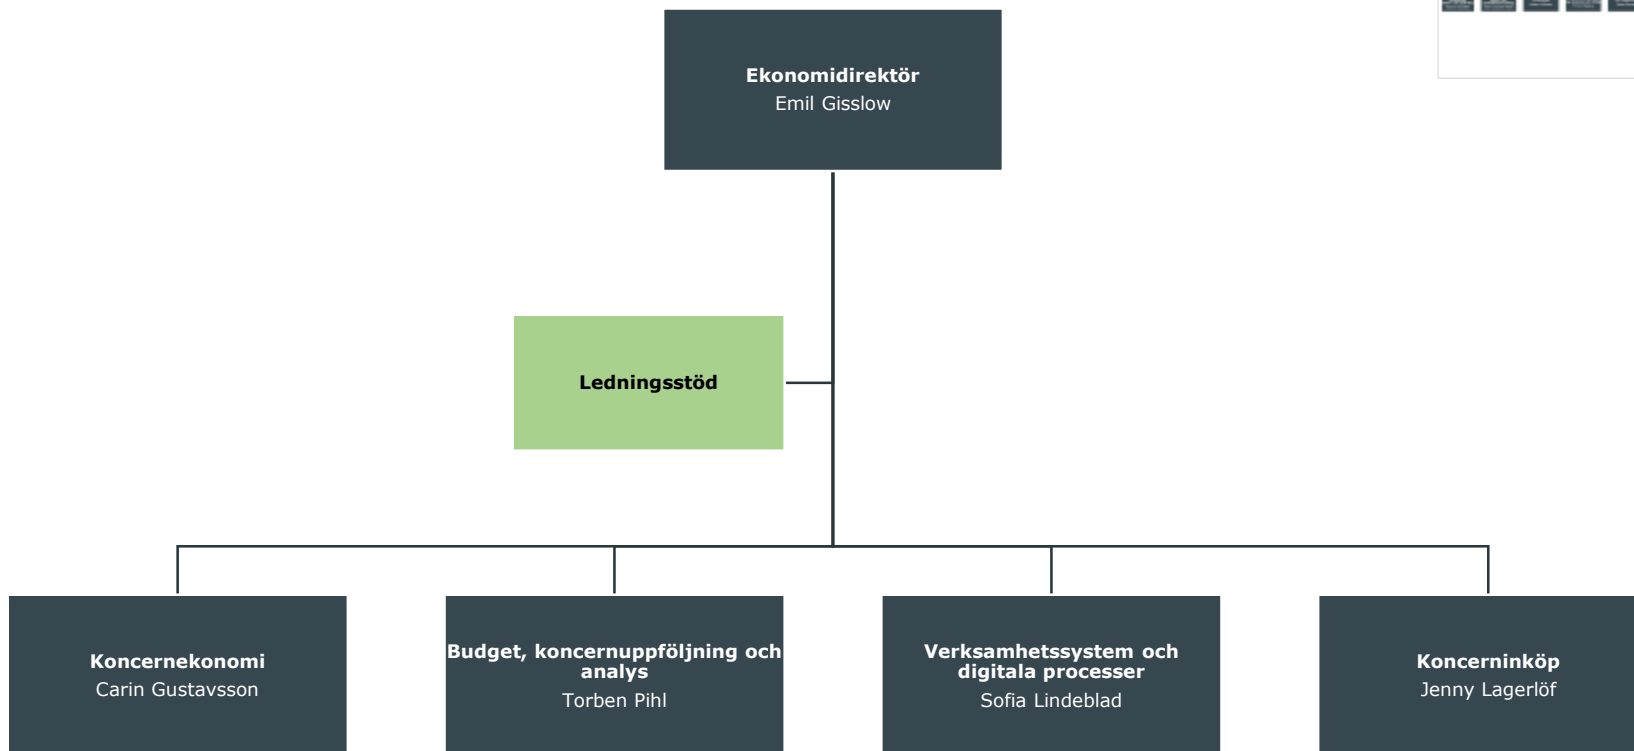 Ekonomidirektör
Emil Gisslow
Ledningsstöd
Koncernekonomi
Carin Gustavsson
Budget, koncernuppföljning och
analys
Torben Pihl
Verksamhetssystem och
digitala processer
Sofia Lindeblad
Koncerninköp
Jenny Lagerlöf